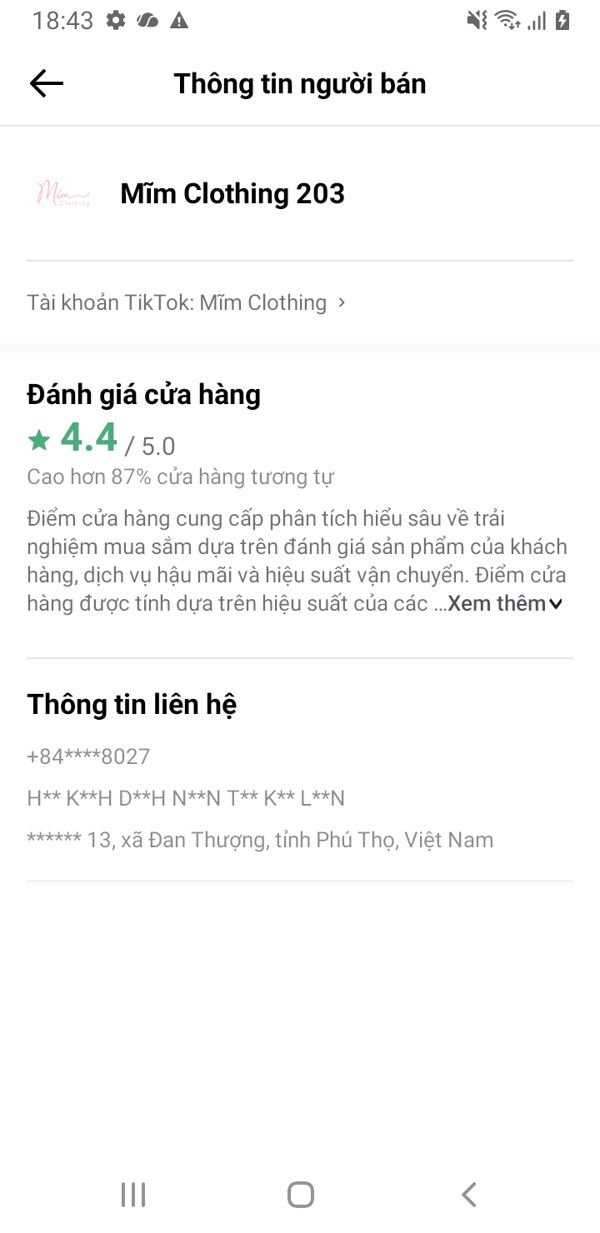 18:43
Thông tin người bán
Mim Clothing
Mĩm Clothing 203
Tài khoản TikTok: Mĩm Clothing
Đánh giá cửa hàng
4.4 / 5.0
Cao hơn 87% cửa hàng tương tự
Điểm cửa hàng cung cấp phân tích hiểu sâu về trải
nghiệm mua sắm dựa trên đánh giá sản phẩm của khách
hàng, dịch vụ hậu mãi và hiệu suất vận chuyển. Điểm cửa
hàng được tính dựa trên hiệu suất của các ...Xem thêm
Thông tin liên hệ
+84****8027
H** K**H D**H N**N T** K** L**N
****** 13, xã Đan Thượng, tỉnh Phú Thọ, Việt Nam